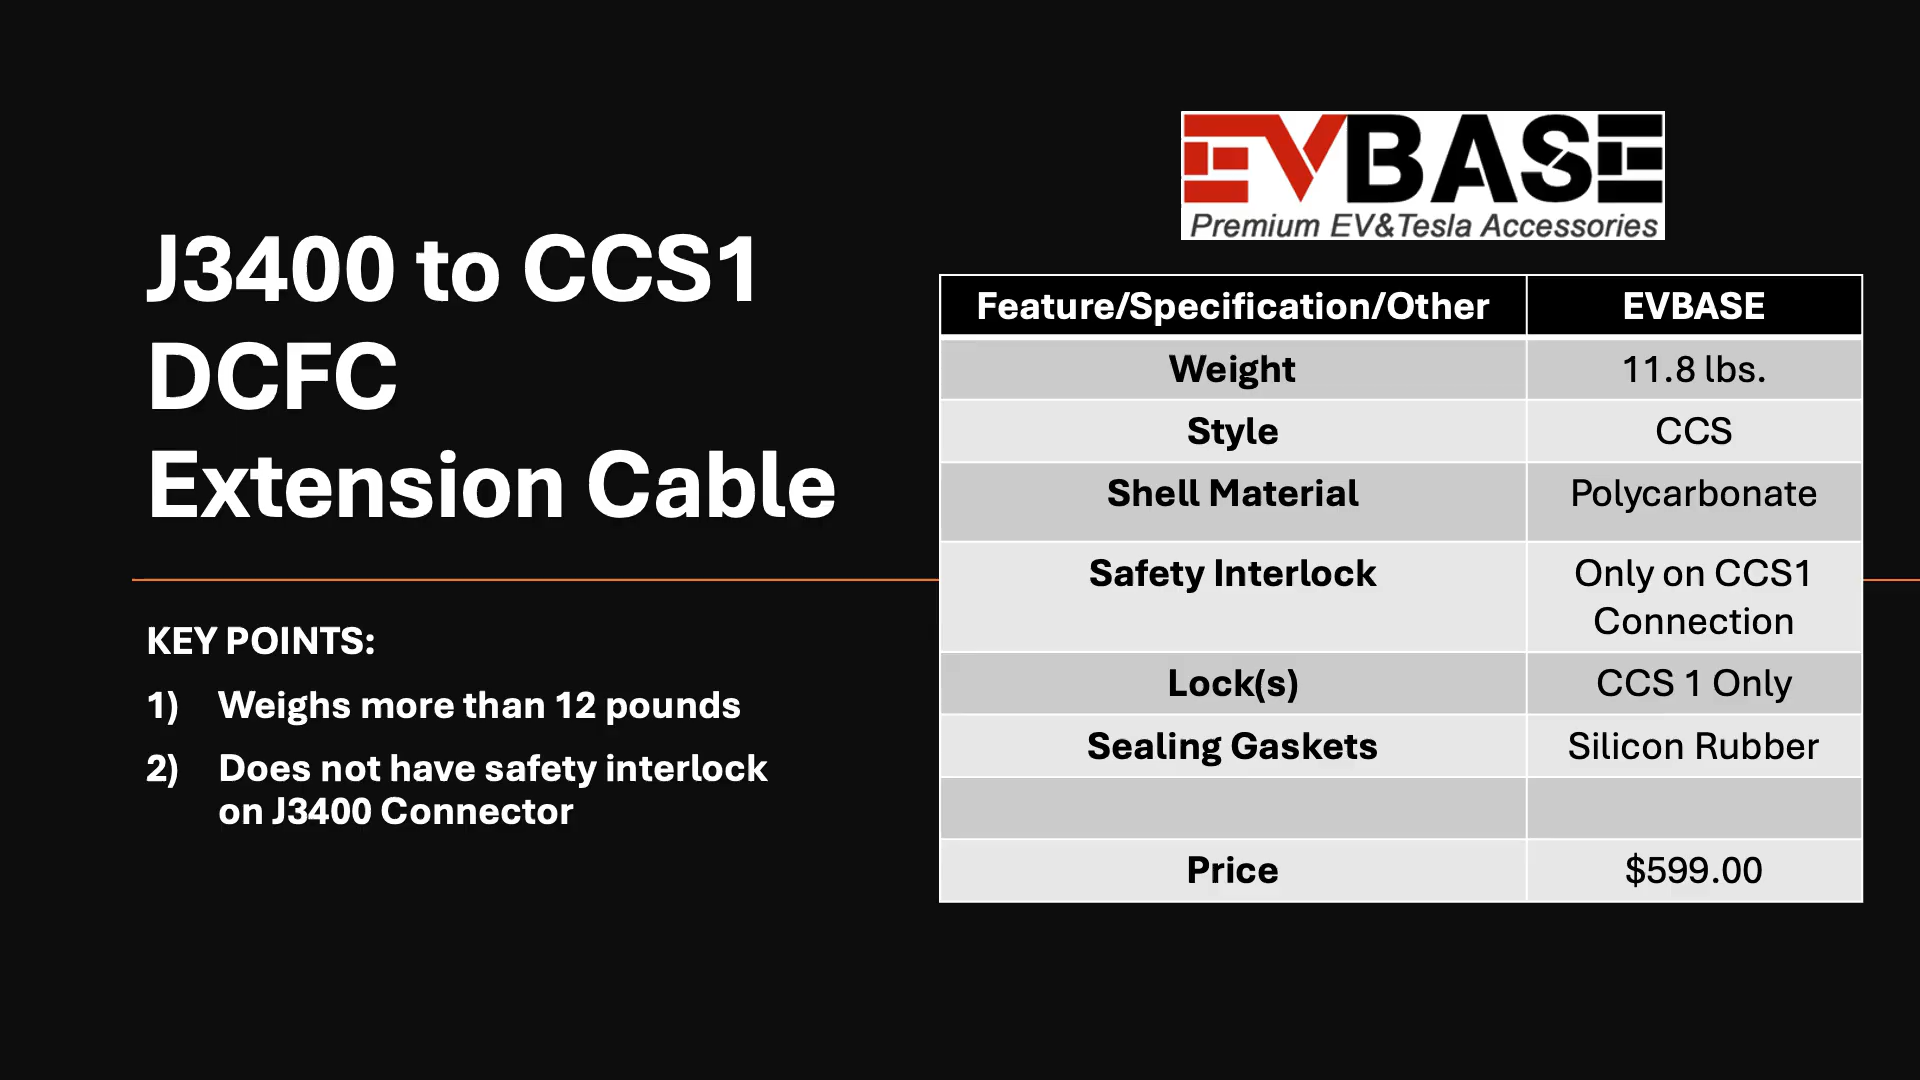 J3400 to CCS1
DCFC
Extension Cable
KEY POINTS:
1) Weighs more than 12 pounds
2) Does not have safety interlock
on J3400 Connector
EVBASE
Premium EV&Tesla Accessories
Feature/Specification/Other EVBASE
Weight 11.8 lbs.
Style CCS
Shell Material Polycarbonate
Safety Interlock Only on CCS1
Connection
Lock(s) CCS 1 Only
Sealing Gaskets Silicon Rubber
Price $599.00